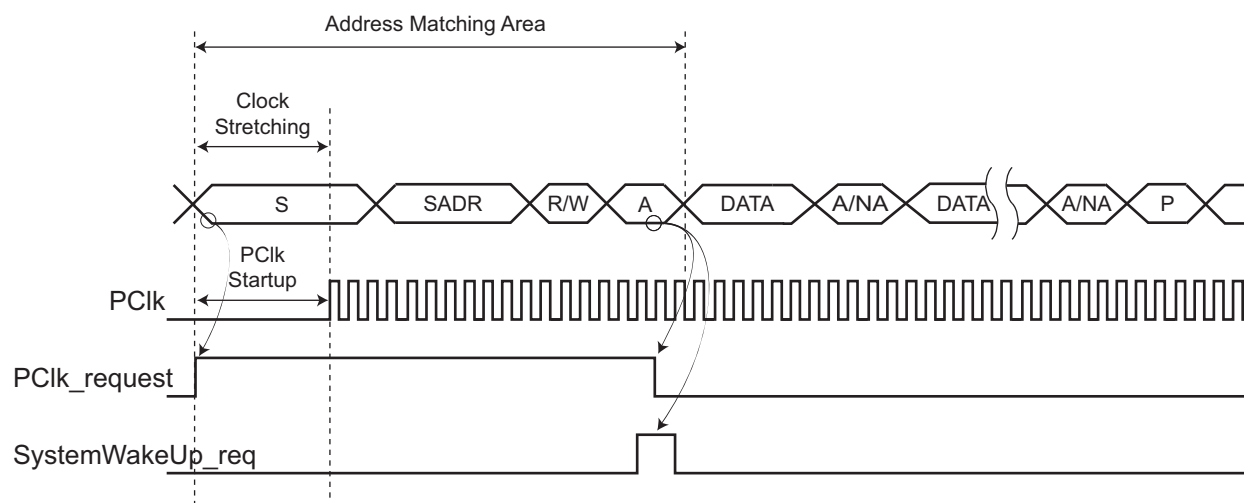 Address Matching Area
Clock
Stretching
S
SADR
R/W
A
DATA
A/NA
DATA
A/NA
P
PClk
Startup
PClk
PClk_request
SystemWakeUp_req